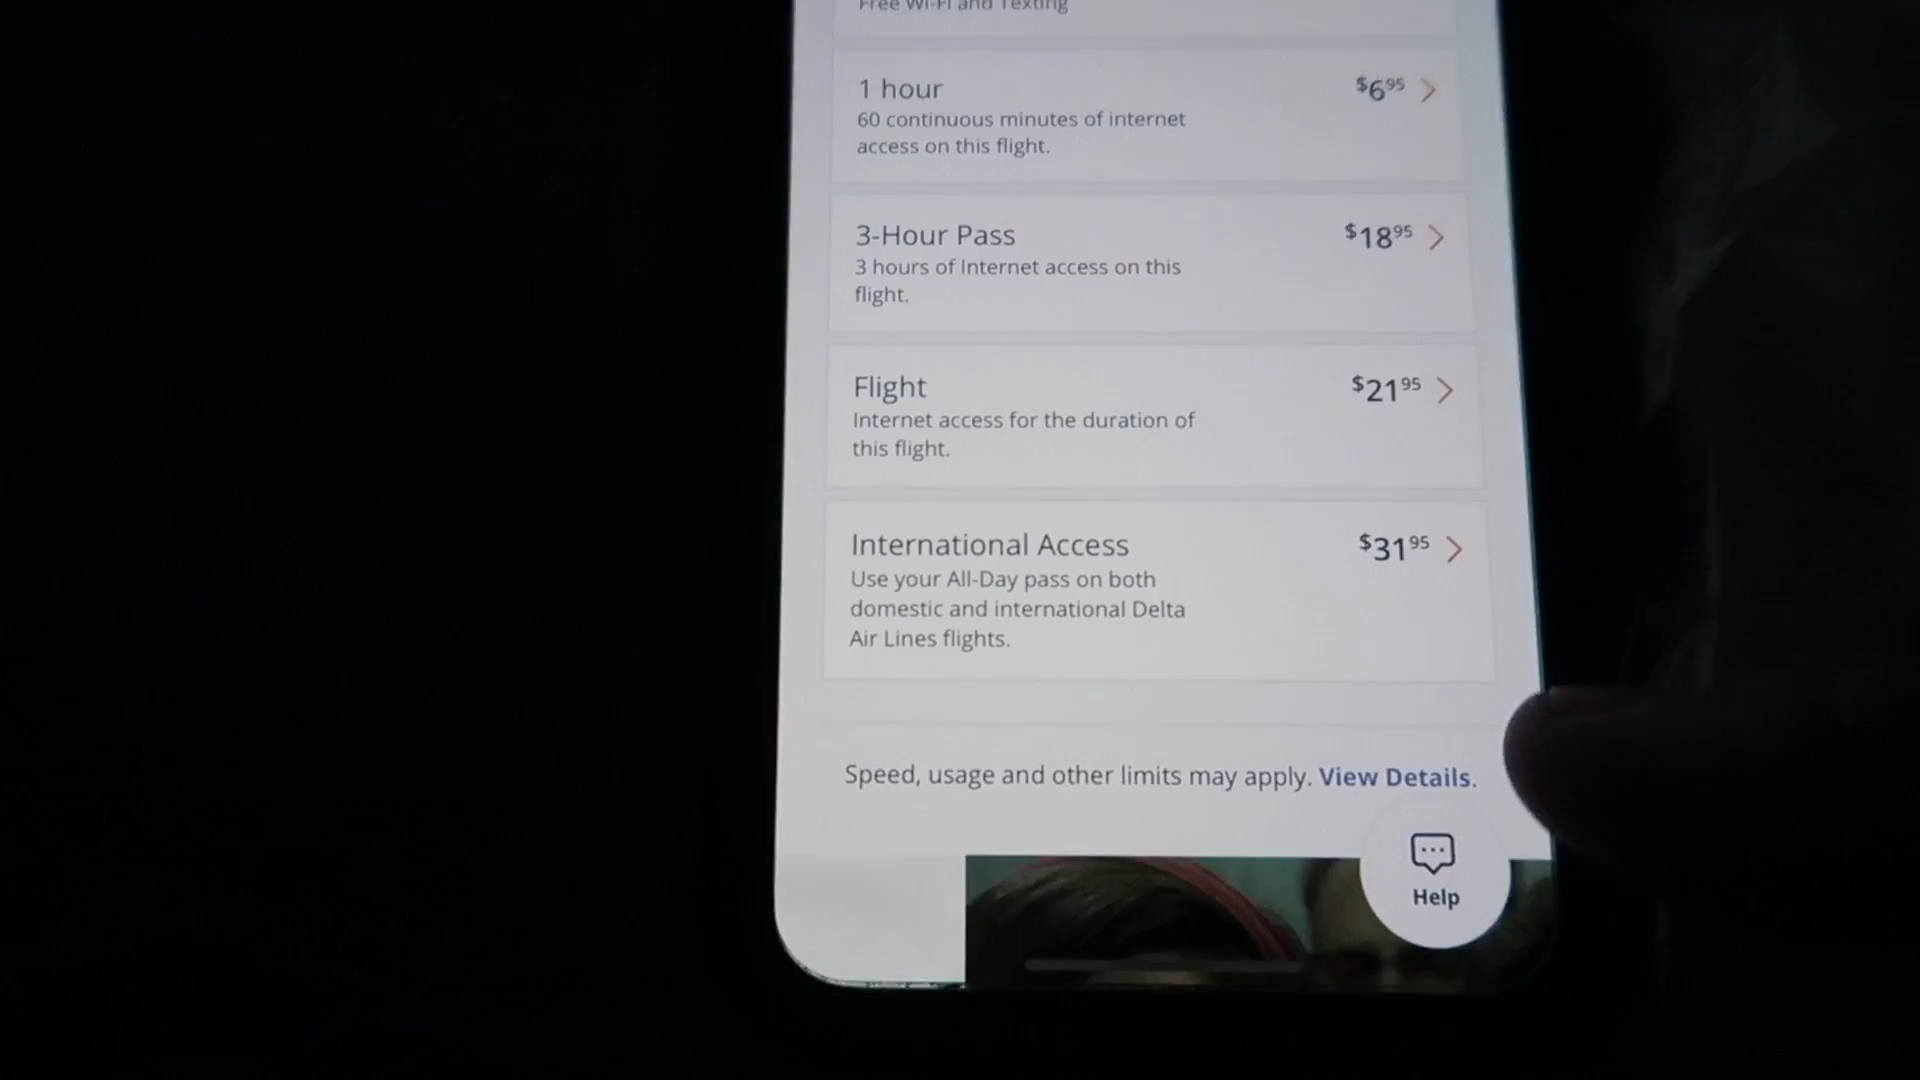 Free Wi-Fi and Texting
1 hour
$6.95
60 continuous minutes of internet
access on this flight.
3-Hour Pass
$18.95
3 hours of Internet access on this
flight.
Flight
$21.95
Internet access for the duration of
this flight.
International Access
$31.95
Use your All-Day pass on both
domestic and international Delta
Air Lines flights.
Speed, usage and other limits may apply. View Details.
Help